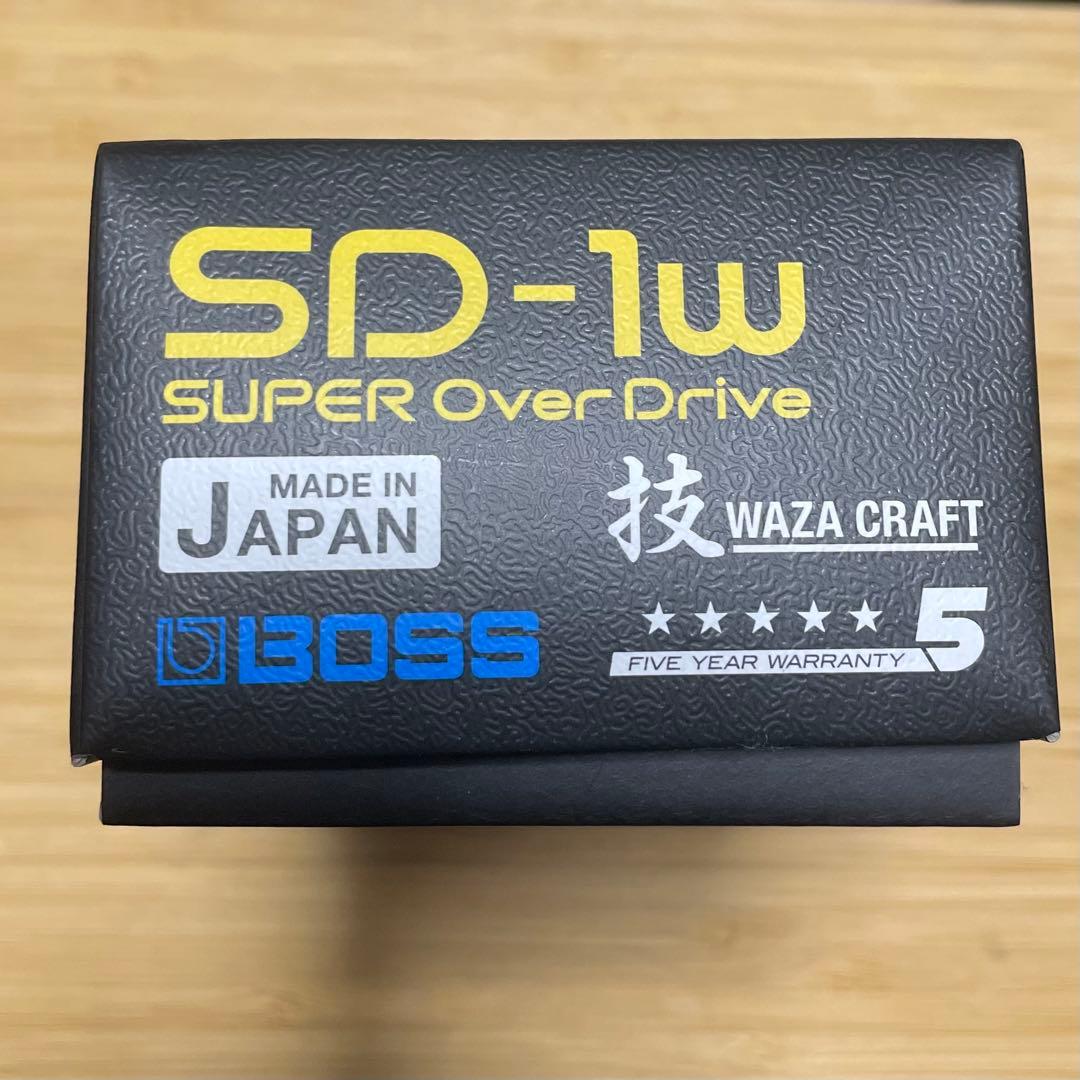 SD-1w
SUPER Over Drive
MADE IN
JAPAN
技 WAZA CRAFT
BOSS
5
FIVE YEAR WARRANTY